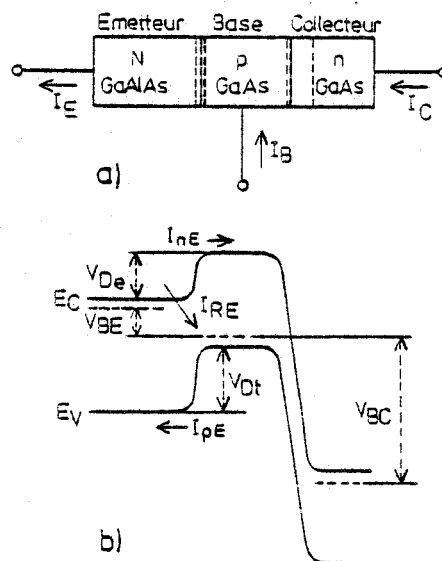 Emetteur Base Collecteur
N p n
GaAlAs GaAs GaAs
I_E I_C
I_B
a)
I_nE
V_De
E_C
I_RE
V_BE
V_Dt
V_BC
E_V
I_pE
b)